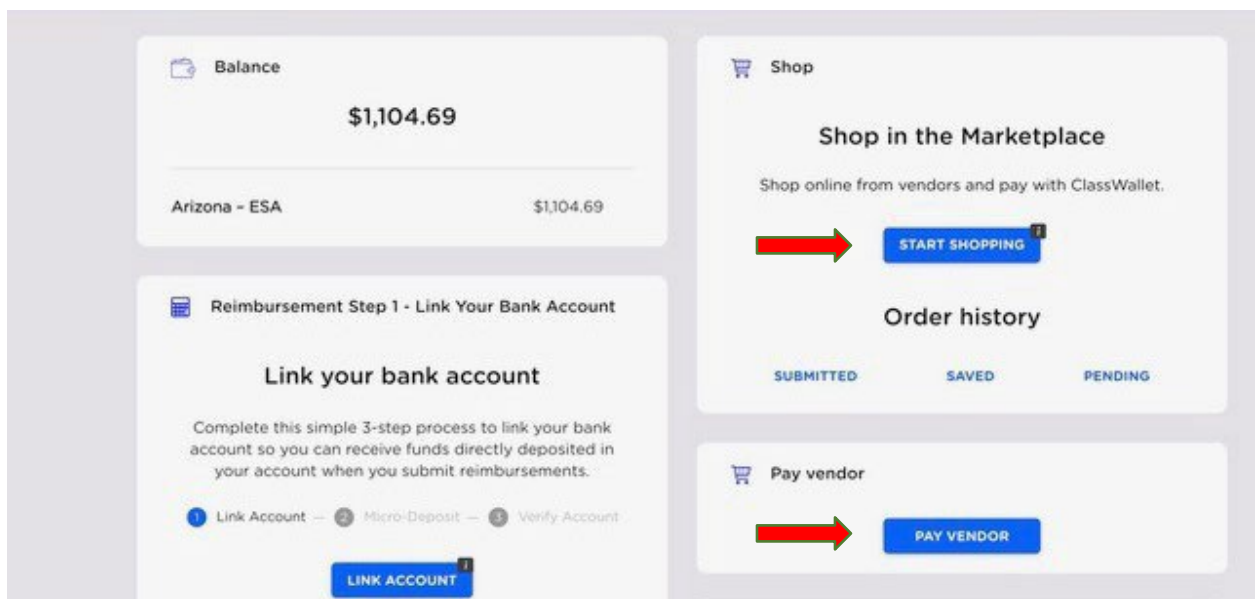 Balance
$1,104.69
Arizona – ESA $1,104.69
Reimbursement Step 1 - Link Your Bank Account
Link your bank account
Complete this simple 3-step process to link your bank
account so you can receive funds directly deposited in
your account when you submit reimbursements.
1 Link Account — 2 Micro-Deposit — 3 Verify Account
LINK ACCOUNT i
Shop
Shop in the Marketplace
Shop online from vendors and pay with ClassWallet.
START SHOPPING i
Order history
SUBMITTED SAVED PENDING
Pay vendor
PAY VENDOR